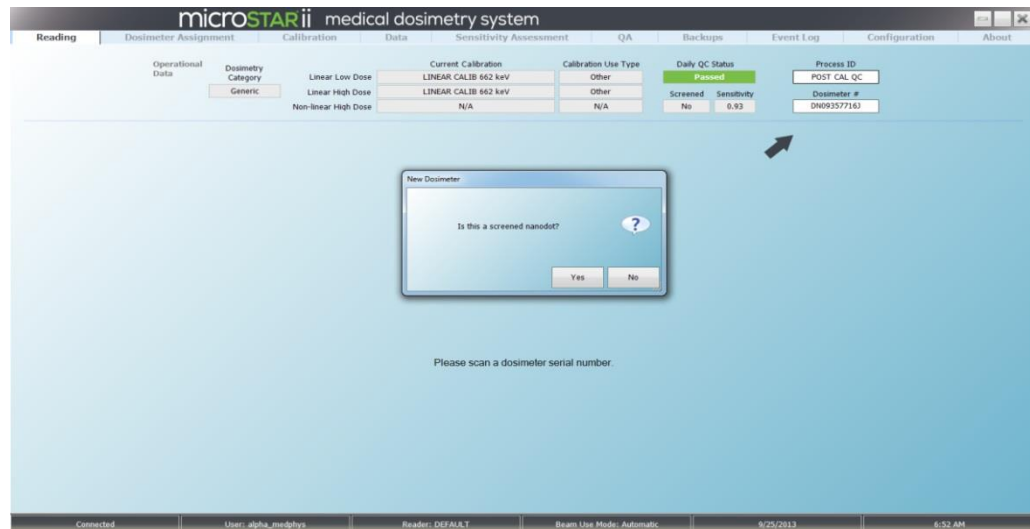 microSTARii medical dosimetry system
Reading Dosimeter Assignment Calibration Data Sensitivity Assessment QA Backups Event Log Configuration About
Operational Data
Dosimetry Category
Generic
Current Calibration Calibration Use Type
Linear Low Dose LINEAR CALIB 662 keV Other
Linear High Dose LINEAR CALIB 662 keV Other
Non-linear High Dose N/A N/A
Daily QC Status
Passed
Screened Sensitivity
No 0.93
Process ID
POST CAL QC
Dosimeter #
DN09357716J
New Dosimeter
Is this a screened nanodot?
?
Yes No
Please scan a dosimeter serial number.
Connected User: alpha_medphys Reader: DEFAULT Beam Use Mode: Automatic 9/25/2013 6:52 AM